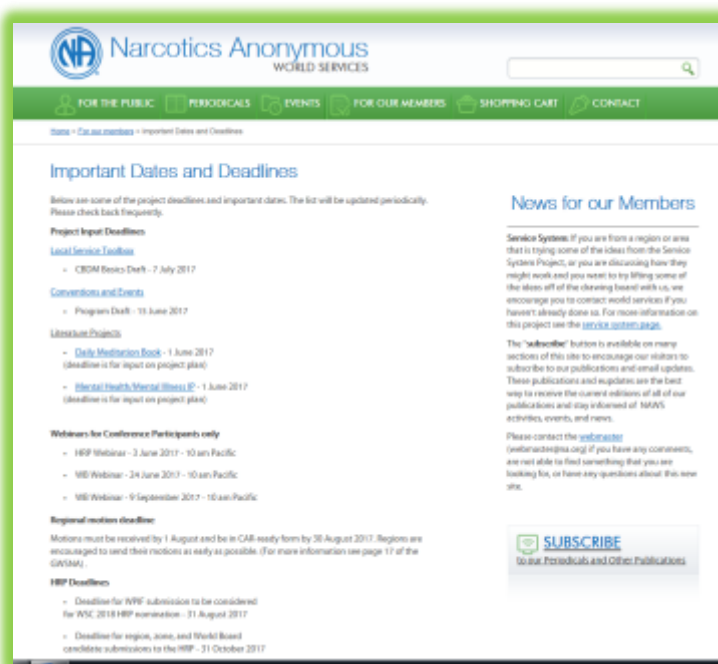 NA
Narcotics Anonymous
WORLD SERVICES
FOR THE PUBLIC
PERIODICALS
EVENTS
FOR OUR MEMBERS
SHOPPING CART
CONTACT
Home > For our members > Important Dates and Deadlines
Important Dates and Deadlines
Below are some of the project deadlines and important dates. The list will be updated periodically.
Please check back frequently.
Project Input Deadlines
Local Service Toolbox
CBDM Basics Draft - 7 July 2017
Conventions and Events
Program Draft - 15 June 2017
Literature Projects
Daily Meditation Book - 1 June 2017
(deadline is for input on project plan)
Mental Health/Mental Illness IP - 1 June 2017
(deadline is for input on project plan)
Webinars for Conference Participants only
HRP Webinar - 3 June 2017 - 10 am Pacific
WB Webinar - 24 June 2017 - 10 am Pacific
WB Webinar - 9 September 2017 - 10 am Pacific
Regional motion deadline
Motions must be received by 1 August and be in CAR-ready form by 30 August 2017. Regions are
encouraged to send their motions as early as possible. (For more information see page 17 of the
GWSNA).
HRP Deadlines
Deadline for WPIF submission to be considered
for WSC 2018 HRP nomination - 31 August 2017
Deadline for region, zone, and World Board
candidate submissions to the HRP - 31 October 2017
News for our Members
Service System: If you are from a region or area
that is trying some of the ideas from the Service
System Project, or you are discussing how they
might work and you want to try lifting some of
the ideas off of the drawing board with us, we
encourage you to contact world services if you
haven't already done so. For more information on
this project see the service system page.
The "subscribe" button is available on many
sections of this site to encourage our visitors to
subscribe to our publications and email updates.
These publications and eupdates are the best
way to receive the current editions of all of our
publications and stay informed of NAWS
activities, events, and news.
Please contact the webmaster
(webmaster@na.org) if you have any comments,
are not able to find something that you are
looking for, or have any questions about this new
site.
SUBSCRIBE
to our Periodicals and Other Publications